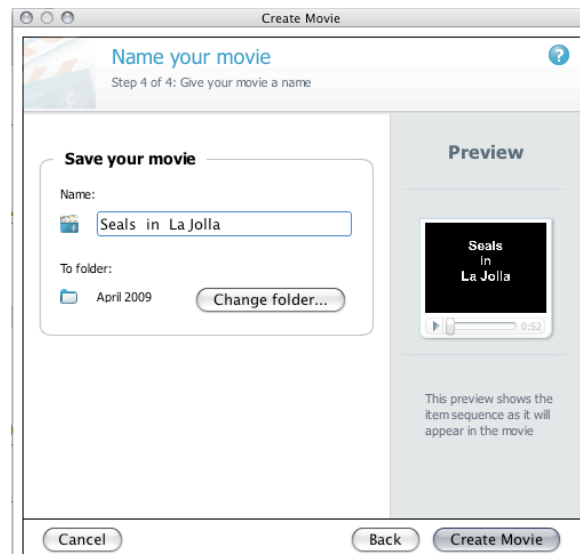 Create Movie
Name your movie
?
Step 4 of 4: Give your movie a name
Save your movie
Name:
Seals in La Jolla
To folder:
April 2009
Change folder...
Preview
Seals
In
La Jolla
0:52
This preview shows the
item sequence as it will
appear in the movie
Cancel
Back
Create Movie